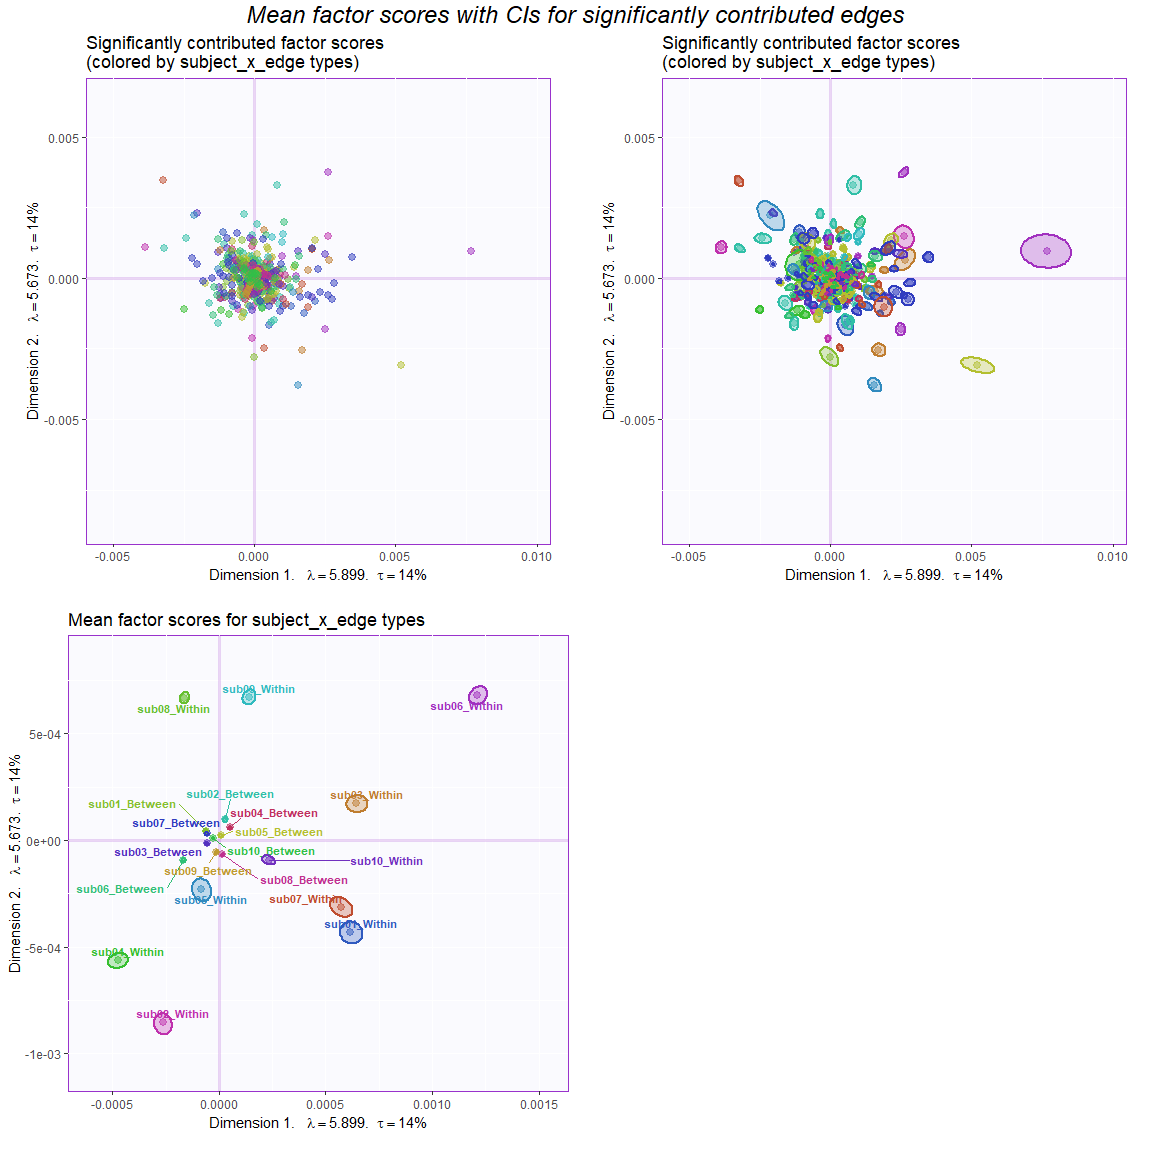 Mean factor scores with CIs for significantly contributed edges
Significantly contributed factor scores
(colored by subject_x_edge types)
0.005
0.000
-0.005
Dimension 2. λ = 5.673. τ = 14%
-0.005
0.000
0.005
0.010
Dimension 1. λ = 5.899. τ = 14%
Significantly contributed factor scores
(colored by subject_x_edge types)
0.005
0.000
-0.005
Dimension 2. λ = 5.673. τ = 14%
-0.005
0.000
0.005
0.010
Dimension 1. λ = 5.899. τ = 14%
Mean factor scores for subject_x_edge types
5e-04
0e+00
-5e-04
-1e-03
Dimension 2. λ = 5.673. τ = 14%
sub09_Within
sub08_Within
sub06_Within
sub02_Between
sub03_Within
sub01_Between
sub04_Between
sub07_Between
sub05_Between
sub03_Between
sub10_Between
sub10_Within
sub09_Between
sub08_Between
sub06_Between
sub05_Within
sub07_Within
sub01_Within
sub04_Within
sub02_Within
-0.0005
0.0000
0.0005
0.0010
0.0015
Dimension 1. λ = 5.899. τ = 14%